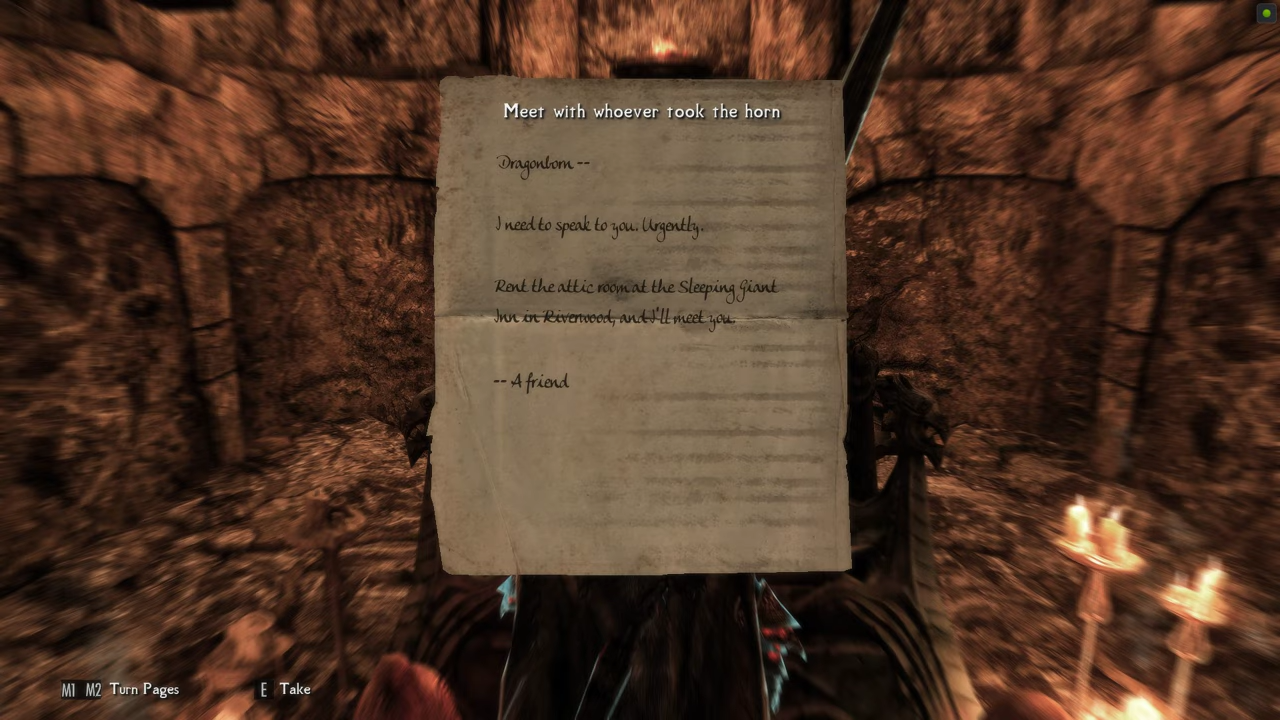 Meet with whoever took the horn
Dragonborn --
I need to speak to you. Urgently.
Rent the attic room at the Sleeping Giant
Inn in Riverwood, and I'll meet you.
-- A friend
M1 M2 Turn Pages
E Take